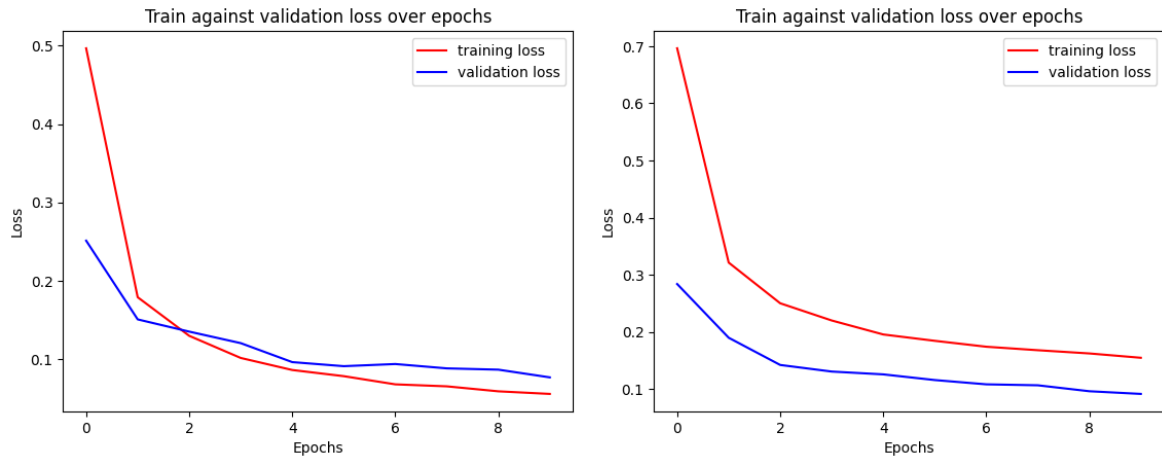 Train against validation loss over epochs
training loss
validation loss
0.5
0.4
0.3
0.2
0.1
Loss
0 2 4 6 8
Epochs
Train against validation loss over epochs
training loss
validation loss
0.7
0.6
0.5
0.4
0.3
0.2
0.1
Loss
0 2 4 6 8
Epochs